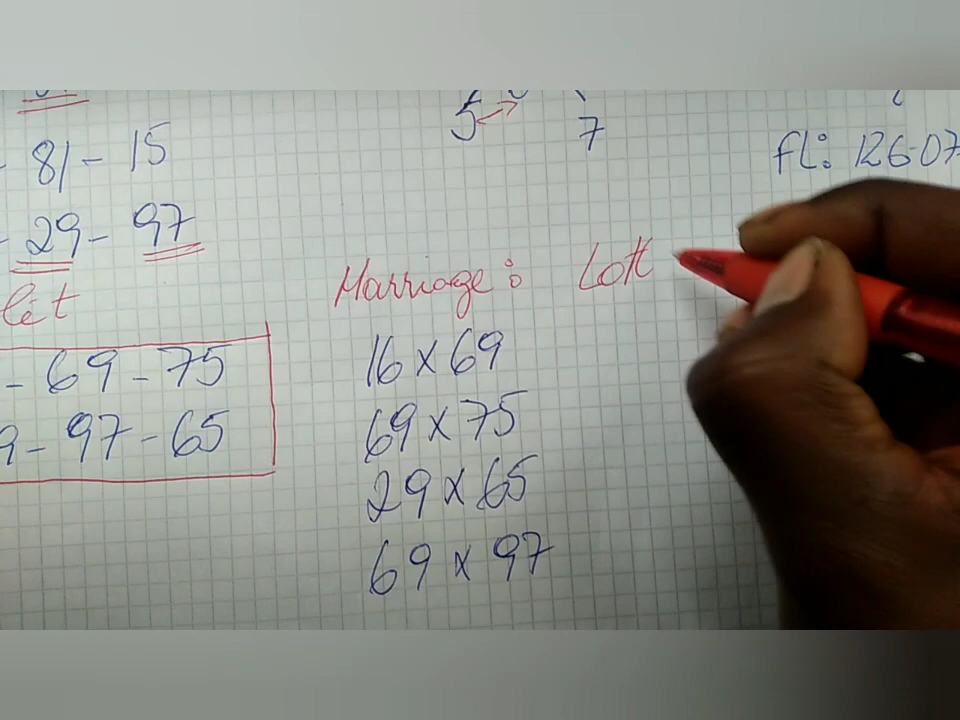 5
7
fl: 126-07
- 81 - 15
- 29 - 97
let
- 69 - 75
9 - 97 - 65
Marriage: Lott
16 x 69
69 x 75
29 x 65
69 x 97